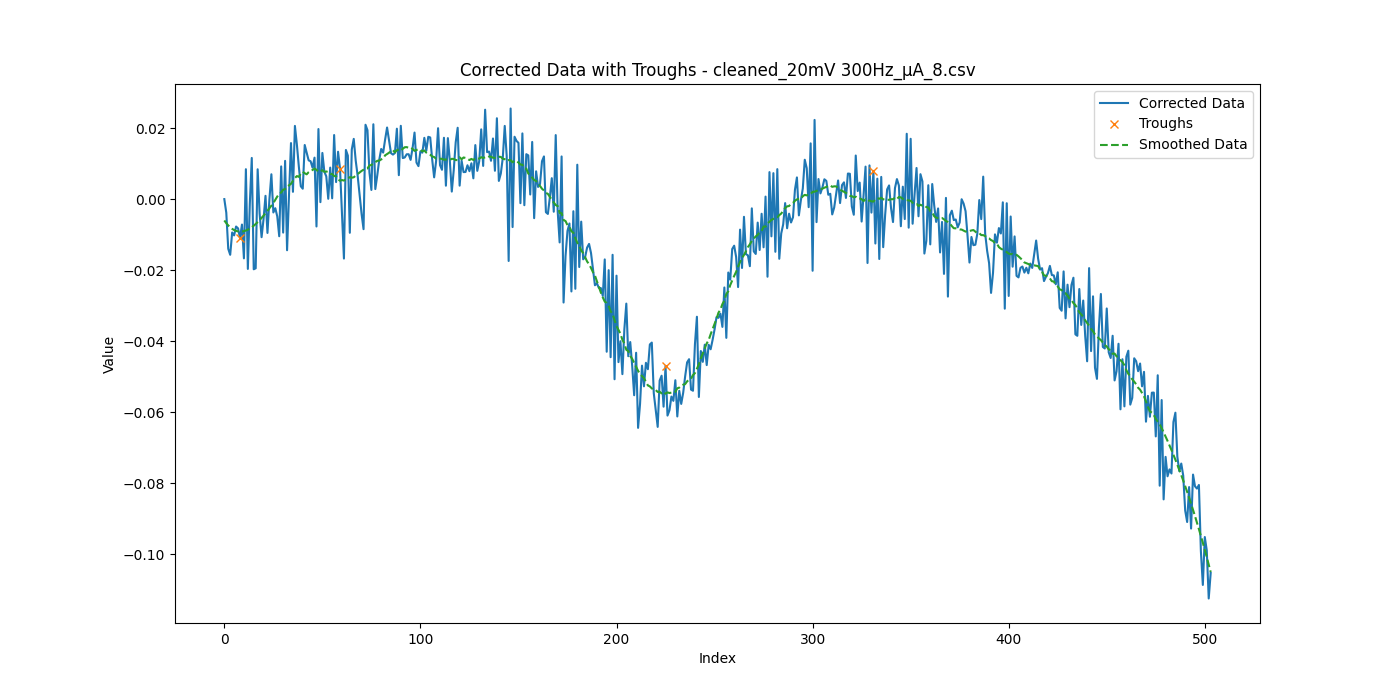 Corrected Data with Troughs - cleaned_20mV 300Hz_μA_8.csv
Corrected Data
Troughs
Smoothed Data
0.02
0.00
−0.02
−0.04
−0.06
−0.08
−0.10
Value
0
100
200
300
400
500
Index